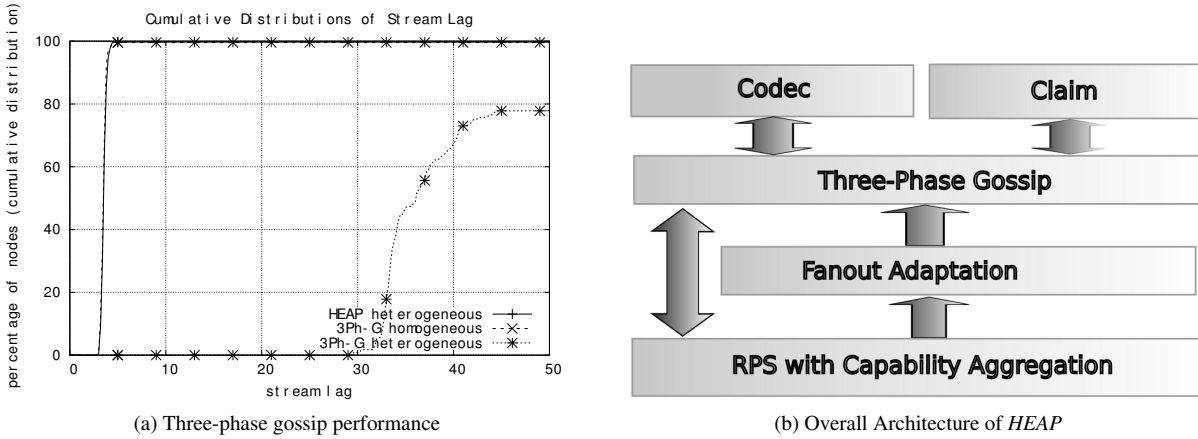 Cumulative Distributions of Stream Lag
percentage of nodes (cumulative distribution)
100
80
60
40
20
0
HEAP heterogeneous
3Ph-G homogeneous
3Ph-G heterogeneous
0 10 20 30 40 50
stream lag
(a) Three-phase gossip performance
Codec
Claim
Three-Phase Gossip
Fanout Adaptation
RPS with Capability Aggregation
(b) Overall Architecture of HEAP